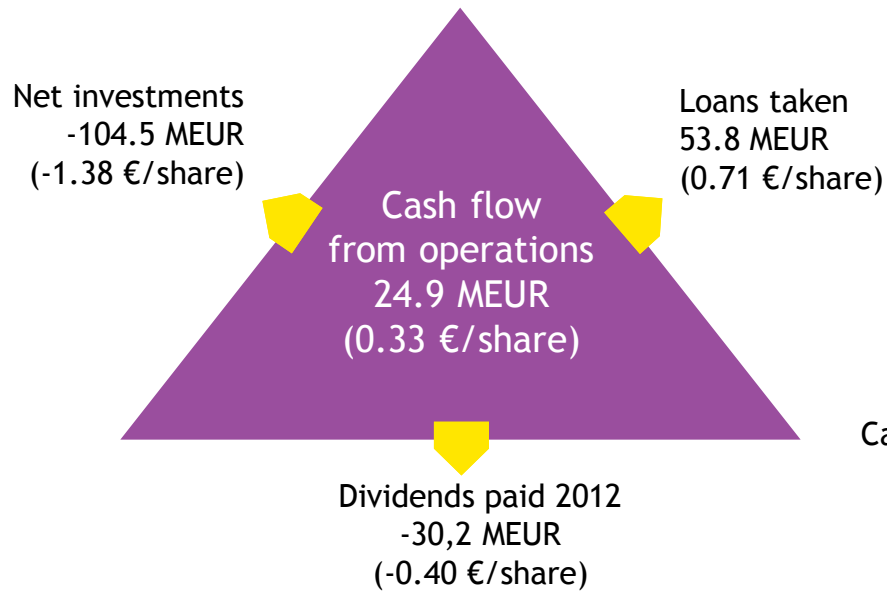 Net investments
-104.5 MEUR
(-1.38 €/share)
Loans taken
53.8 MEUR
(0.71 €/share)
Cash flow
from operations
24.9 MEUR
(0.33 €/share)
Dividends paid 2012
-30,2 MEUR
(-0.40 €/share)